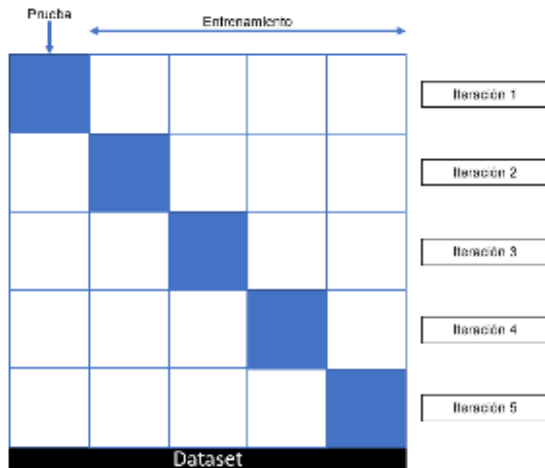 Prueba
Entrenamiento
Iteración 1
Iteración 2
Iteración 3
Iteración 4
Iteración 5
Dataset